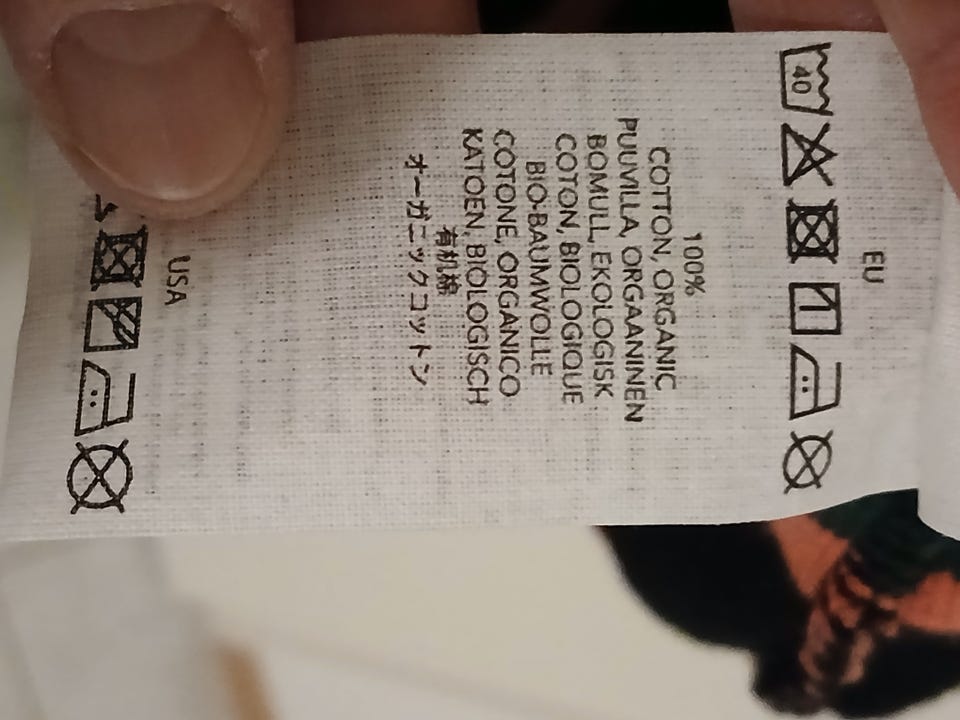 EU
40
100%
COTTON, ORGANIC
PUUVILLA, ORGAANINEN
BOMULL, EKOLOGISK
COTON, BIOLOGIQUE
BIO-BAUMWOLLE
COTONE, ORGANICO
KATOEN, BIOLOGISCH
有机棉
オーガニックコットン
USA